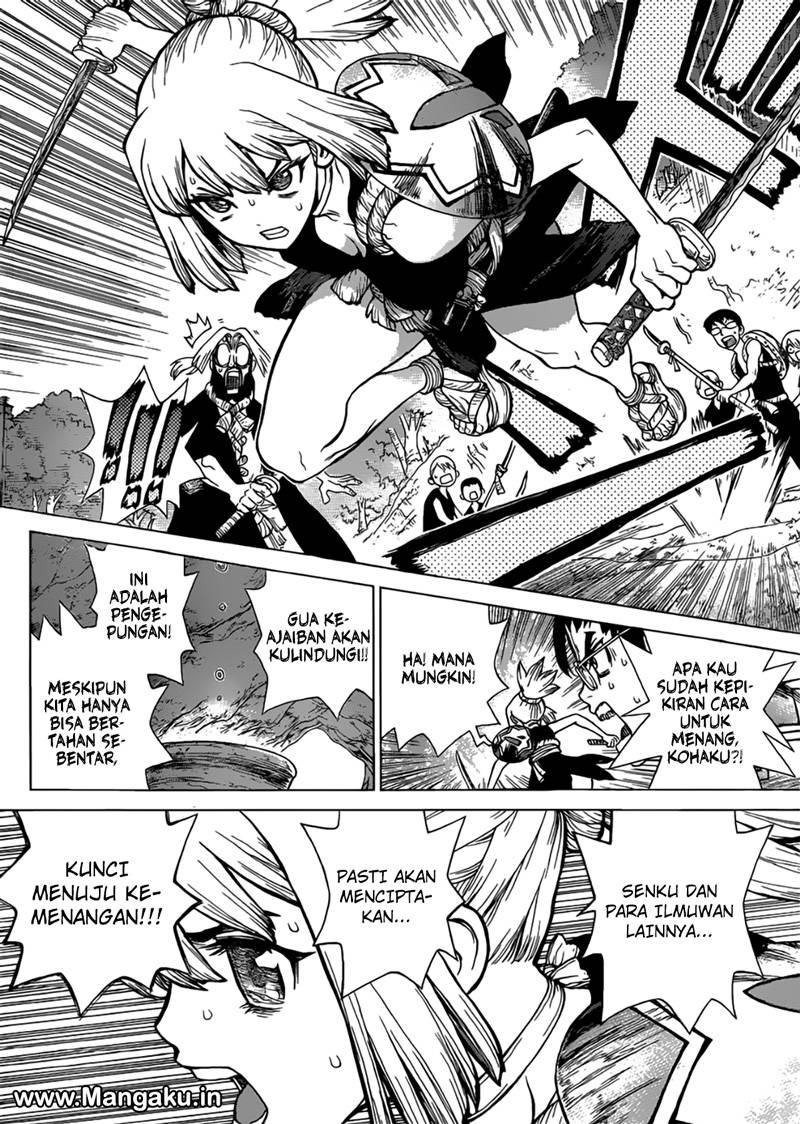 APA KAU
SUDAH KEPI-
KIRAN CARA
UNTUK
MENANG,
KOHAKU?!
HA! MANA
MUNGKIN!
GUA KE-
AJAIBAN AKAN
KULINDUNGI!!
INI
ADALAH
PENGE-
PUNGAN!
MESKIPUN
KITA HANYA
BISA BER-
TAHAN SE-
BENTAR,
SENKU DAN
PARA ILMUWAN
LAINNYA...
PASTI AKAN
MENCIPTA-
KAN...
KUNCI
MENUJU KE-
MENANGAN!!!
www.Mangaku.in